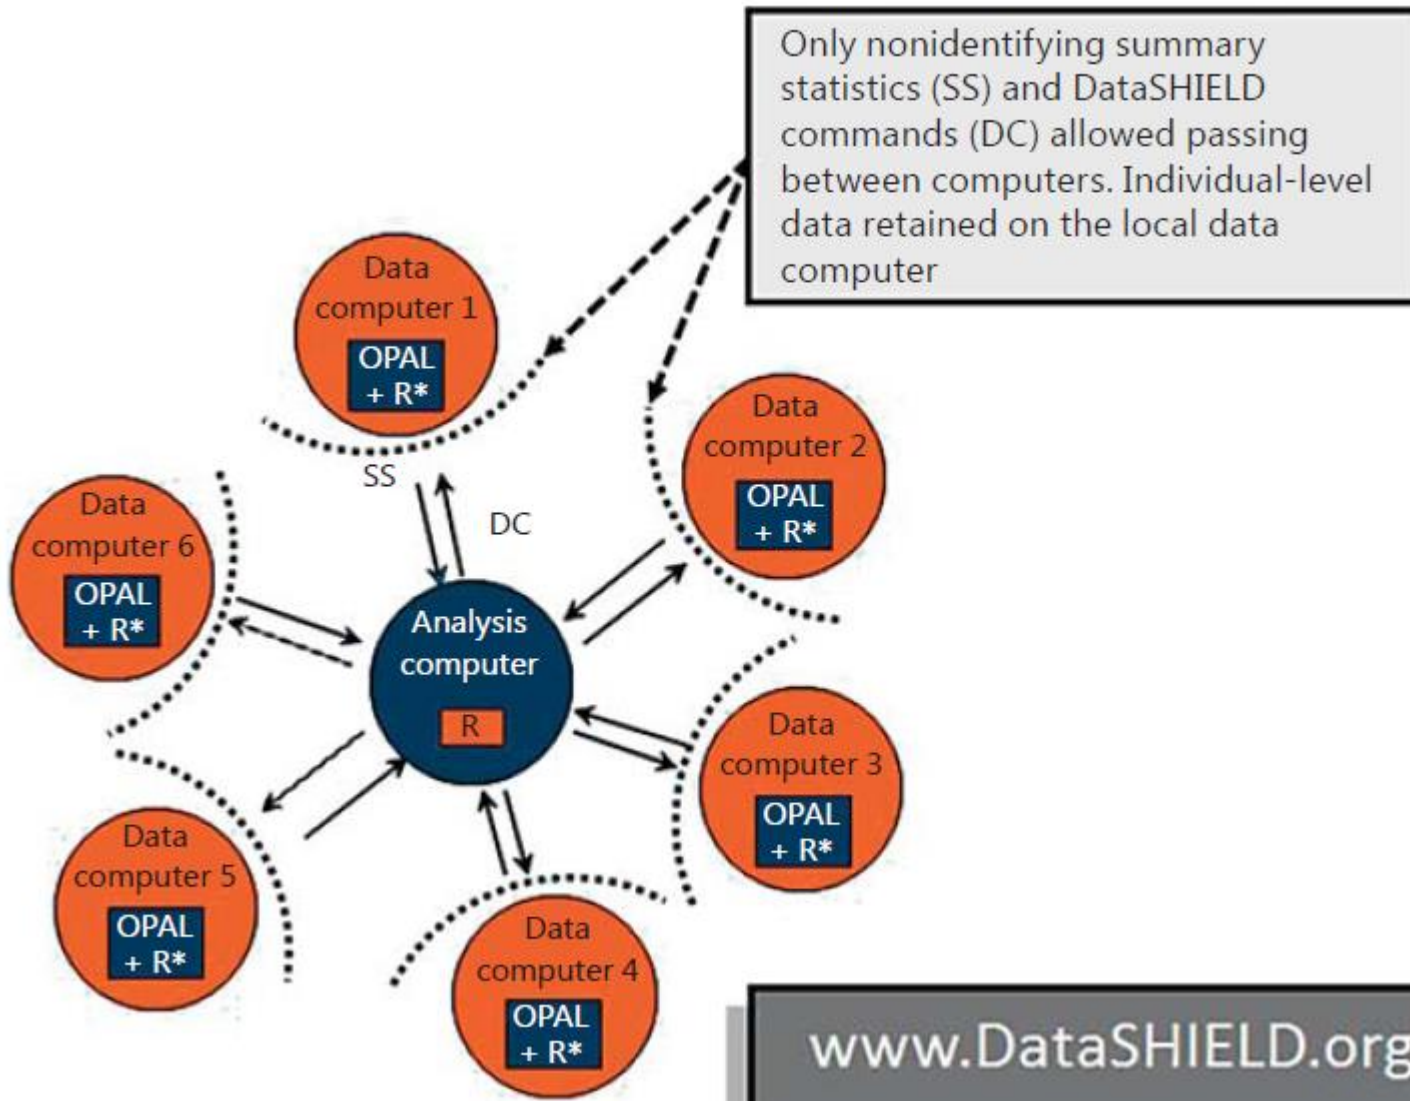 Only nonidentifying summary
statistics (SS) and DataSHIELD
commands (DC) allowed passing
between computers. Individual-level
data retained on the local data
computer
Data
computer 1
OPAL
+ R*
Data
computer 2
OPAL
+ R*
SS
DC
Data
computer 6
OPAL
+ R*
Analysis
computer
R
Data
computer 3
OPAL
+ R*
Data
computer 5
OPAL
+ R*
Data
computer 4
OPAL
+ R*
www.DataSHIELD.org